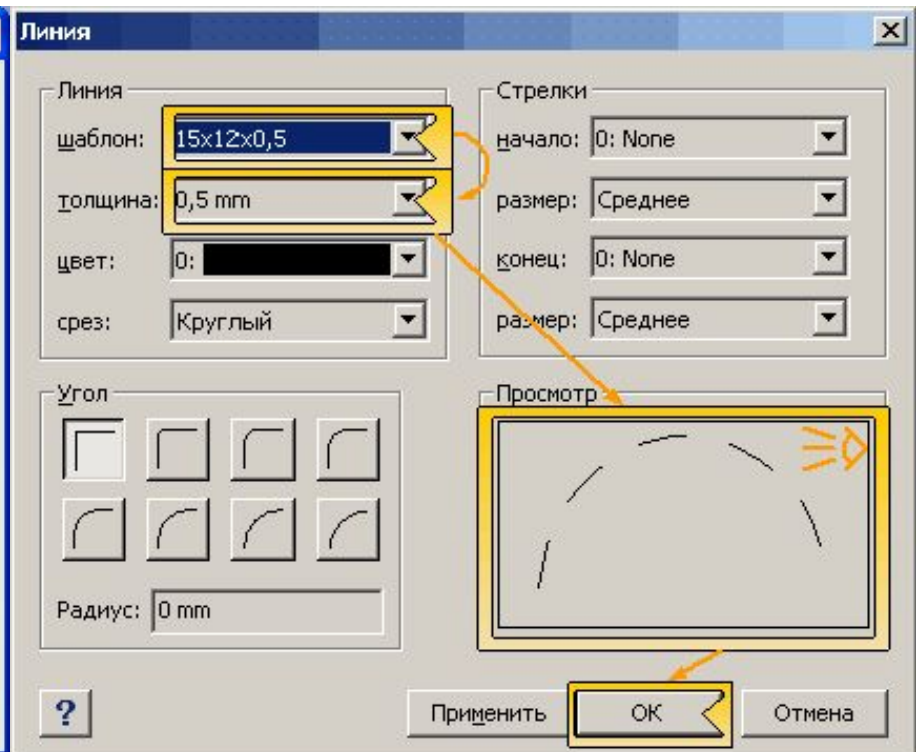 Линия
Линия
шаблон: 15x12x0,5
толщина: 0,5 mm
цвет: 0:
срез: Круглый
Стрелки
начало: 0: None
размер: Среднее
конец: 0: None
размер: Среднее
Угол
Радиус: 0 mm
Просмотр
? Применить OK Отмена